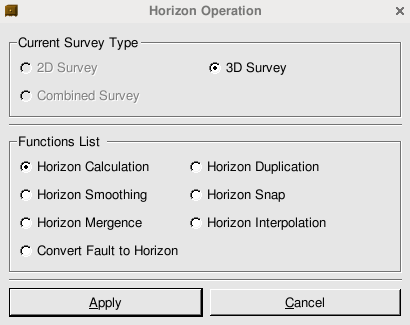 Horizon Operation
Current Survey Type
2D Survey
3D Survey
Combined Survey
Functions List
Horizon Calculation
Horizon Duplication
Horizon Smoothing
Horizon Snap
Horizon Mergence
Horizon Interpolation
Convert Fault to Horizon
Apply
Cancel